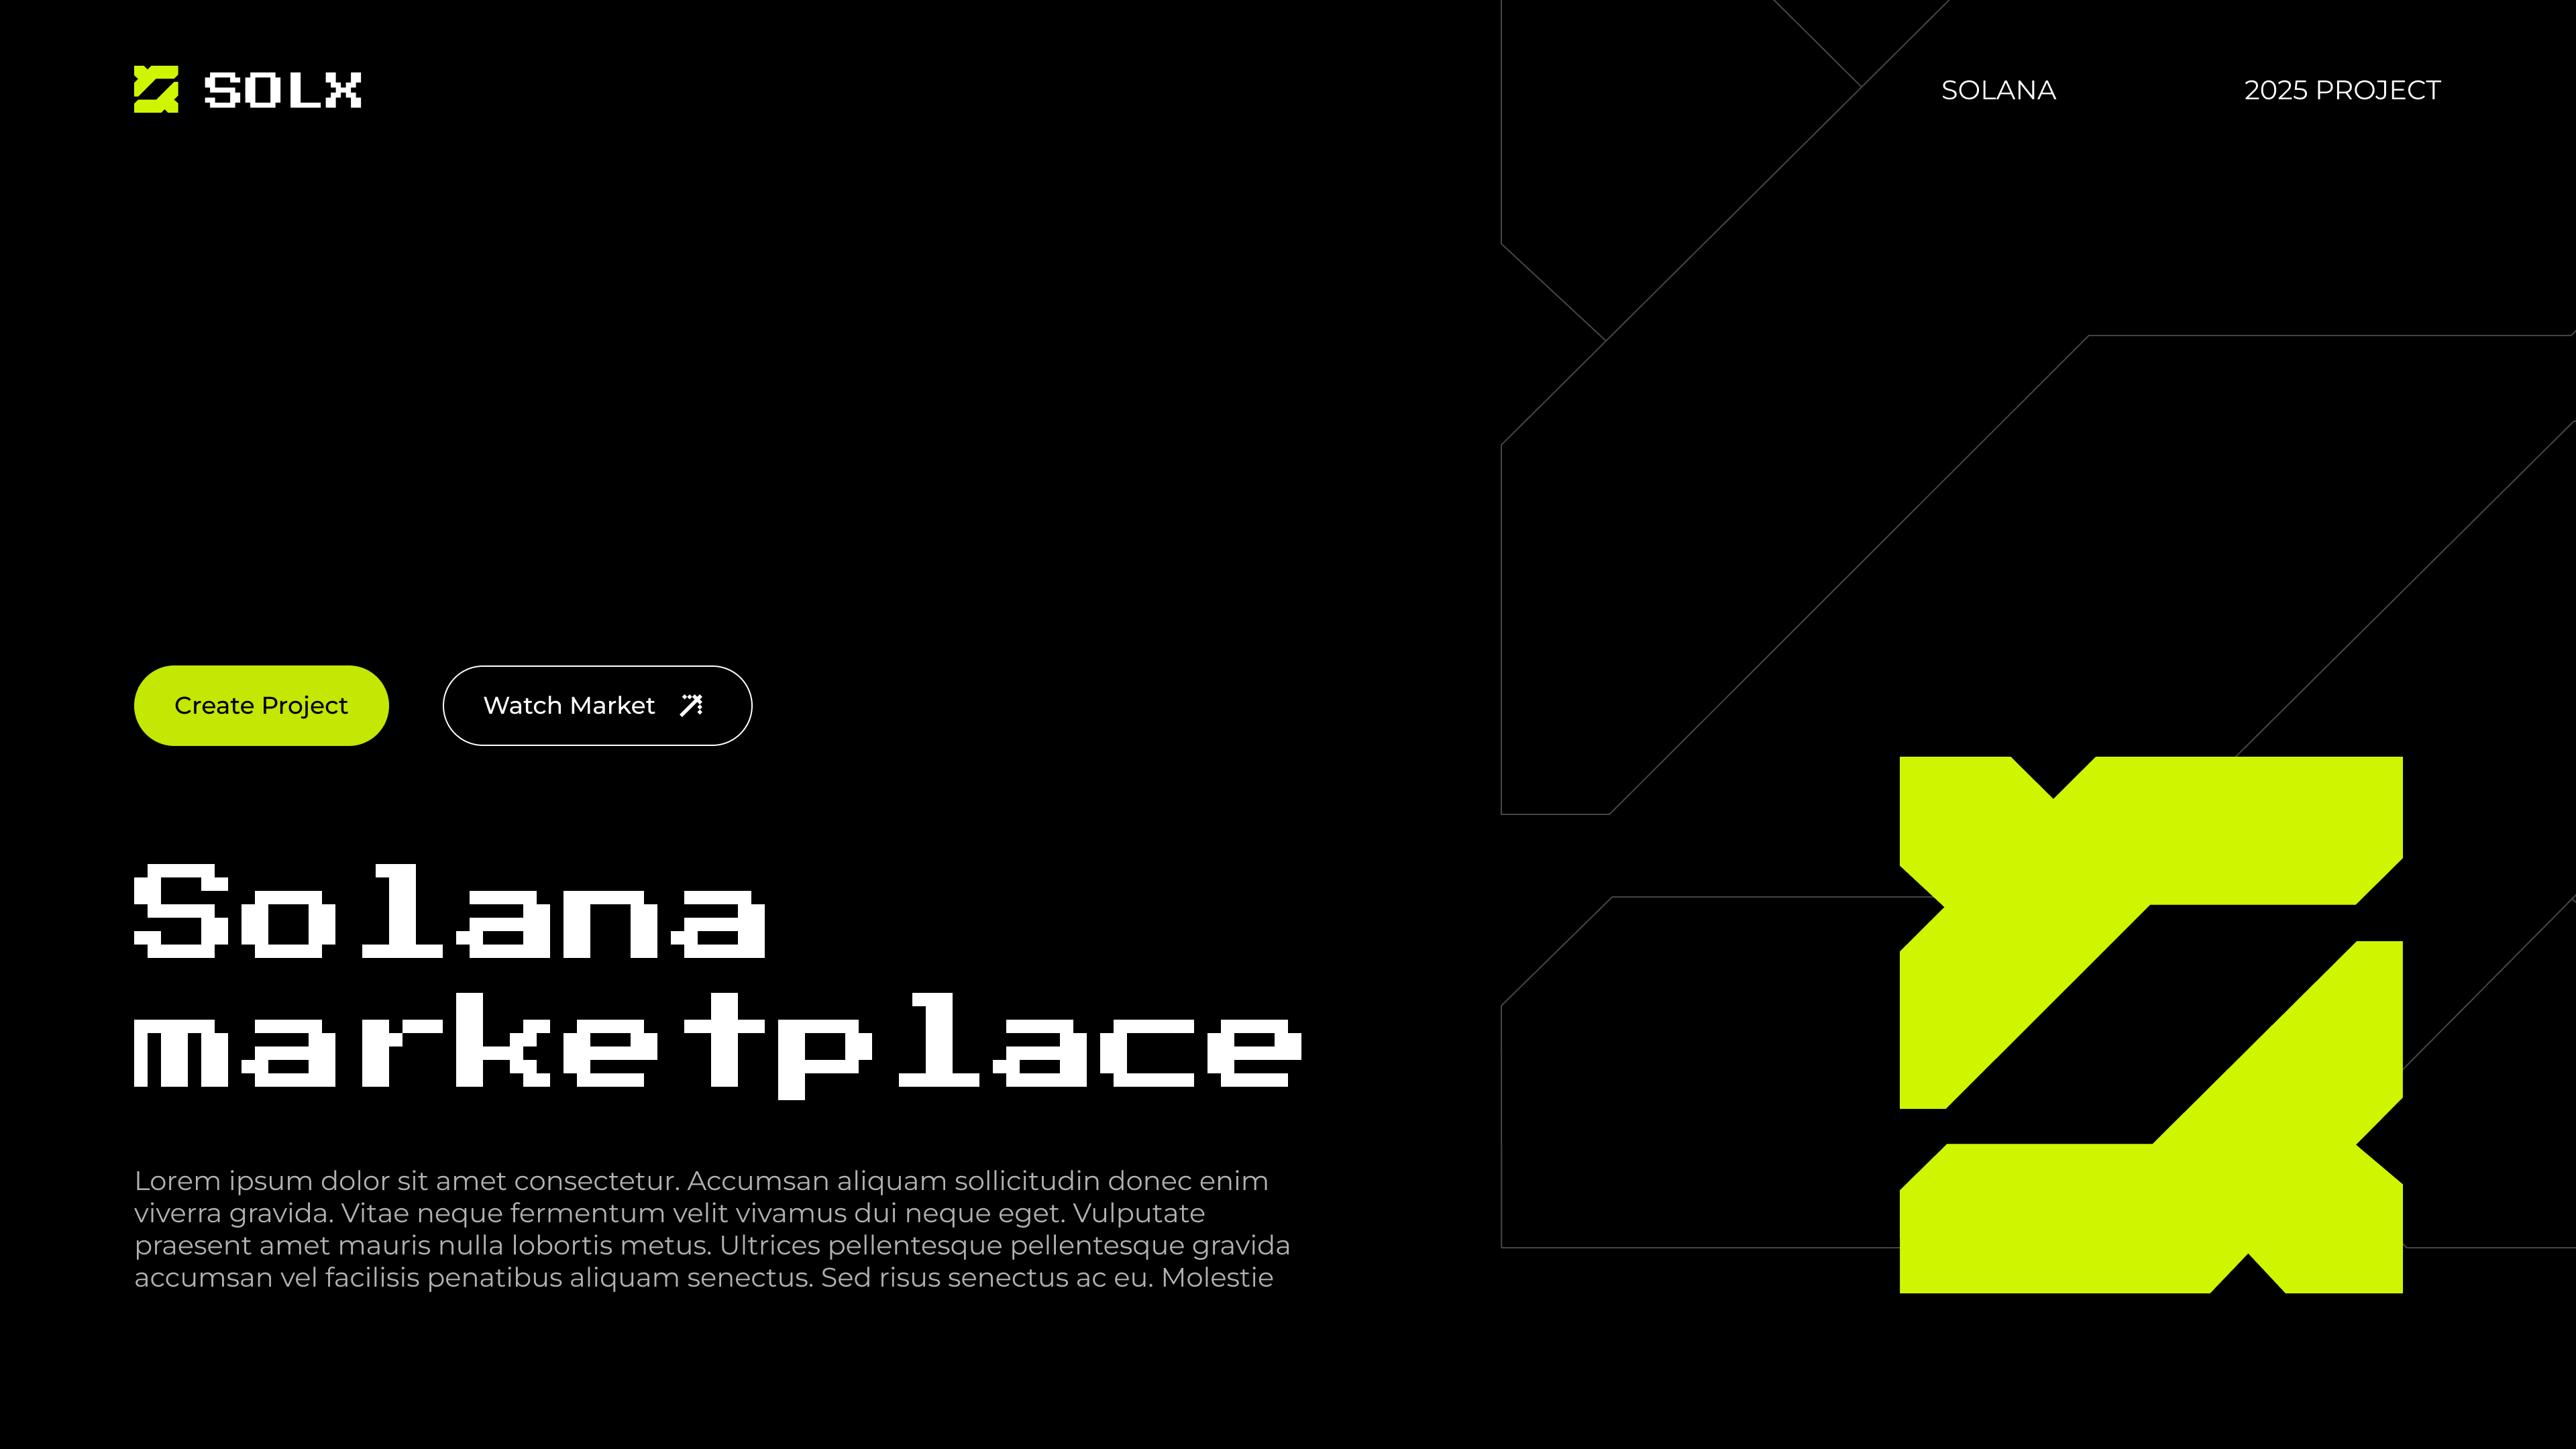 SOLX
SOLANA
2025 PROJECT
Create Project
Watch Market
Solana
marketplace
Lorem ipsum dolor sit amet consectetur. Accumsan aliquam sollicitudin donec enim
viverra gravida. Vitae neque fermentum velit vivamus dui neque eget. Vulputate
praesent amet mauris nulla lobortis metus. Ultrices pellentesque pellentesque gravida
accumsan vel facilisis penatibus aliquam senectus. Sed risus senectus ac eu. Molestie